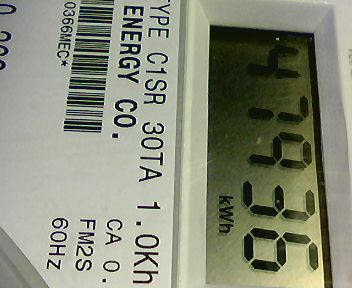 47936
kWh
TYPE C1SR 30TA 1.0Kh
ENERGY CO.
CA 0.
FM2S
60HZ
0366MEC*